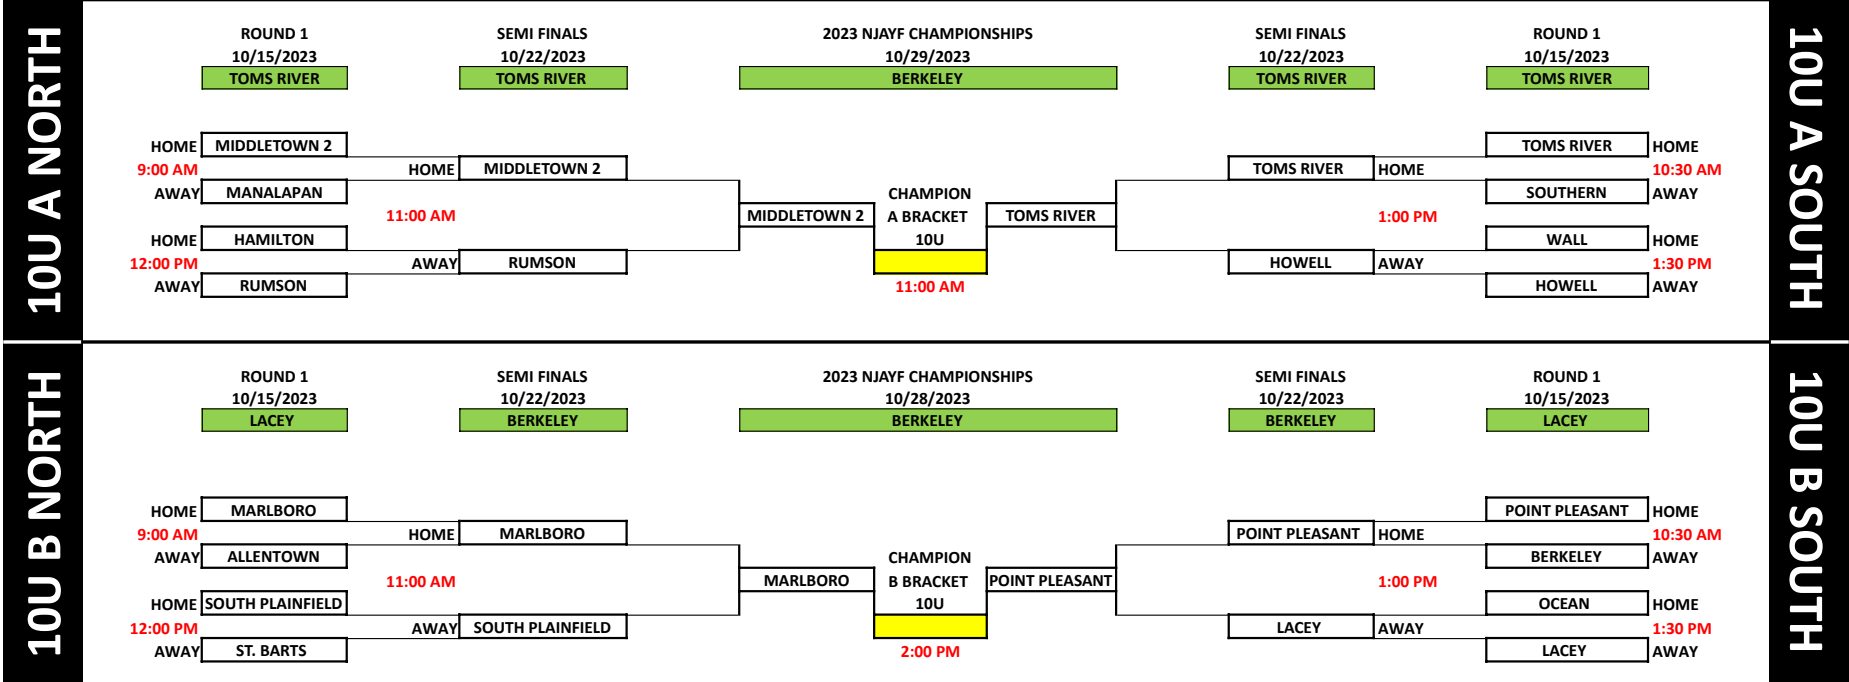 10U A NORTH
ROUND 1 SEMI FINALS 2023 NJAYF CHAMPIONSHIPS SEMI FINALS ROUND 1
10/15/2023 10/22/2023 10/29/2023 10/22/2023 10/15/2023
TOMS RIVER TOMS RIVER BERKELEY TOMS RIVER TOMS RIVER
HOME MIDDLETOWN 2 TOMS RIVER HOME
9:00 AM HOME MIDDLETOWN 2 TOMS RIVER HOME 10:30 AM
AWAY MANALAPAN CHAMPION SOUTHERN AWAY
11:00 AM MIDDLETOWN 2 A BRACKET TOMS RIVER 1:00 PM
HOME HAMILTON 10U WALL HOME
12:00 PM AWAY RUMSON HOWELL AWAY 1:30 PM
AWAY RUMSON 11:00 AM HOWELL AWAY
10U A SOUTH
10U B NORTH
ROUND 1 SEMI FINALS 2023 NJAYF CHAMPIONSHIPS SEMI FINALS ROUND 1
10/15/2023 10/22/2023 10/28/2023 10/22/2023 10/15/2023
LACEY BERKELEY BERKELEY BERKELEY LACEY
HOME MARLBORO POINT PLEASANT HOME
9:00 AM HOME MARLBORO POINT PLEASANT HOME 10:30 AM
AWAY ALLENTOWN CHAMPION BERKELEY AWAY
11:00 AM MARLBORO B BRACKET POINT PLEASANT 1:00 PM
HOME SOUTH PLAINFIELD 10U OCEAN HOME
12:00 PM AWAY SOUTH PLAINFIELD LACEY AWAY 1:30 PM
AWAY ST. BARTS 2:00 PM LACEY AWAY
10U B SOUTH